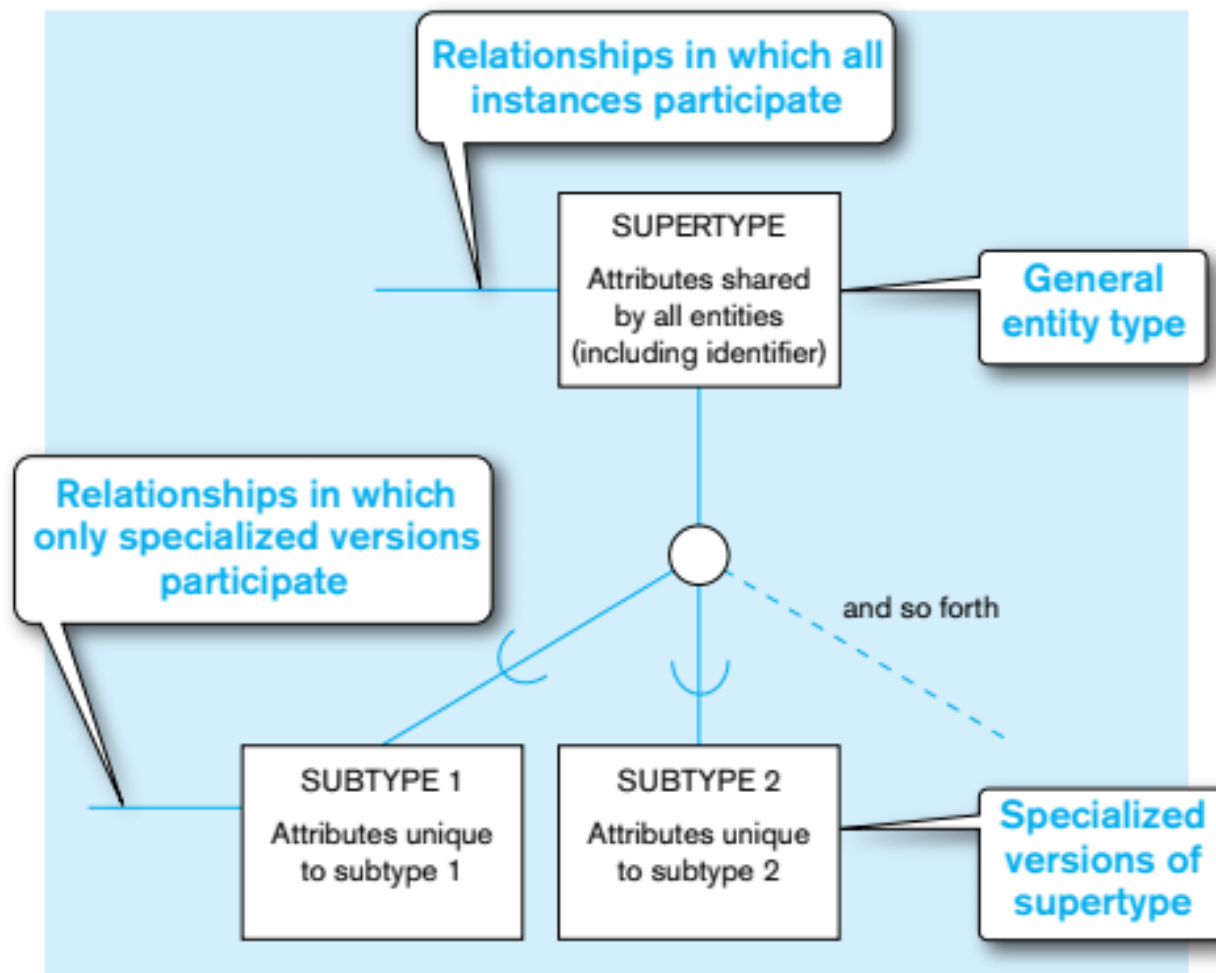 Relationships in which all
instances participate
SUPERTYPE
Attributes shared
by all entities
(including identifier)
General
entity type
Relationships in which
only specialized versions
participate
and so forth
SUBTYPE 1
Attributes unique
to subtype 1
SUBTYPE 2
Attributes unique
to subtype 2
Specialized
versions of
supertype